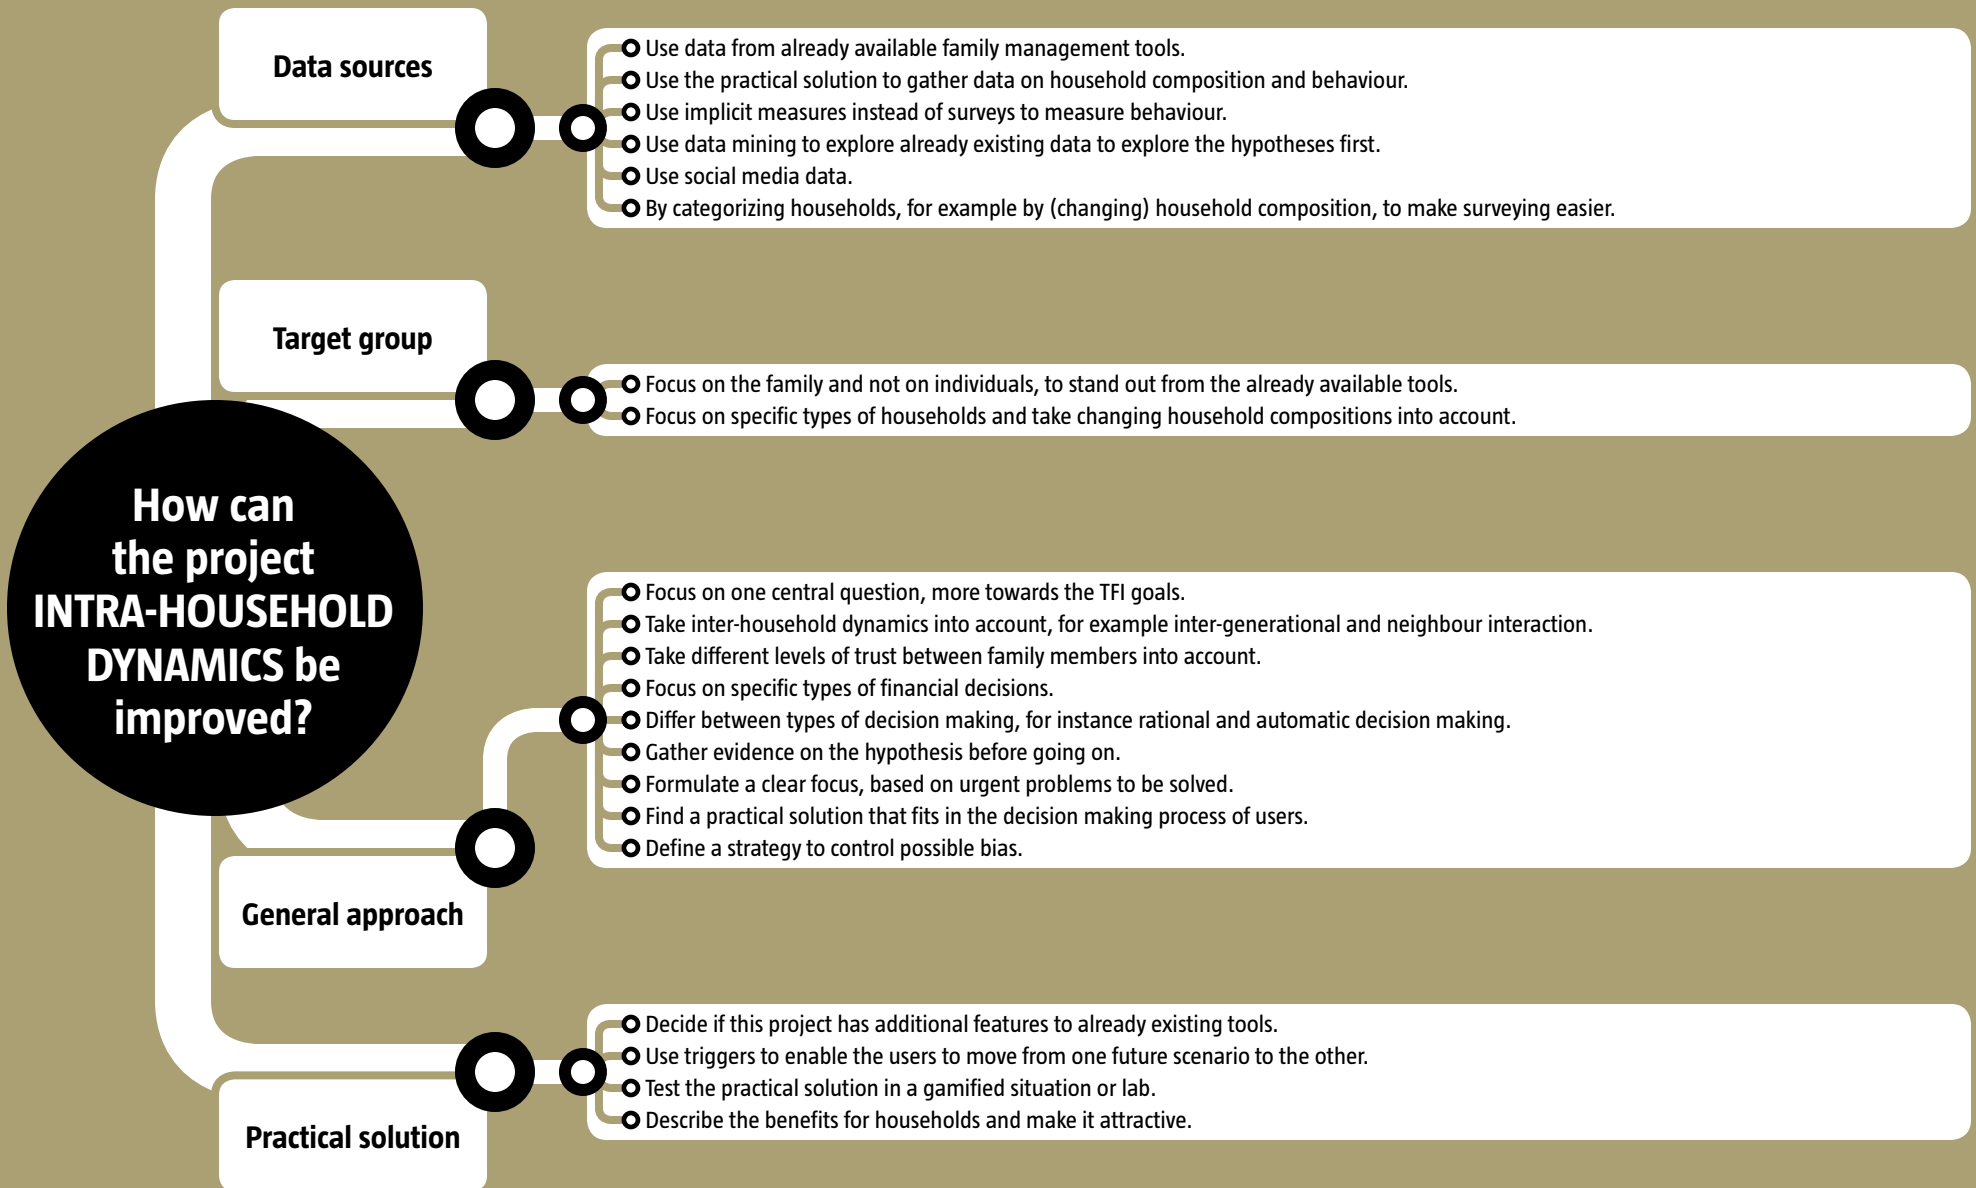 Data sources
Use data from already available family management tools.
Use the practical solution to gather data on household composition and behaviour.
Use implicit measures instead of surveys to measure behaviour.
Use data mining to explore already existing data to explore the hypotheses first.
Use social media data.
By categorizing households, for example by (changing) household composition, to make surveying easier.
Target group
Focus on the family and not on individuals, to stand out from the already available tools.
Focus on specific types of households and take changing household compositions into account.
How can
the project
INTRA-HOUSEHOLD
DYNAMICS be
improved?
General approach
Focus on one central question, more towards the TFI goals.
Take inter-household dynamics into account, for example inter-generational and neighbour interaction.
Take different levels of trust between family members into account.
Focus on specific types of financial decisions.
Differ between types of decision making, for instance rational and automatic decision making.
Gather evidence on the hypothesis before going on.
Formulate a clear focus, based on urgent problems to be solved.
Find a practical solution that fits in the decision making process of users.
Define a strategy to control possible bias.
Practical solution
Decide if this project has additional features to already existing tools.
Use triggers to enable the users to move from one future scenario to the other.
Test the practical solution in a gamified situation or lab.
Describe the benefits for households and make it attractive.